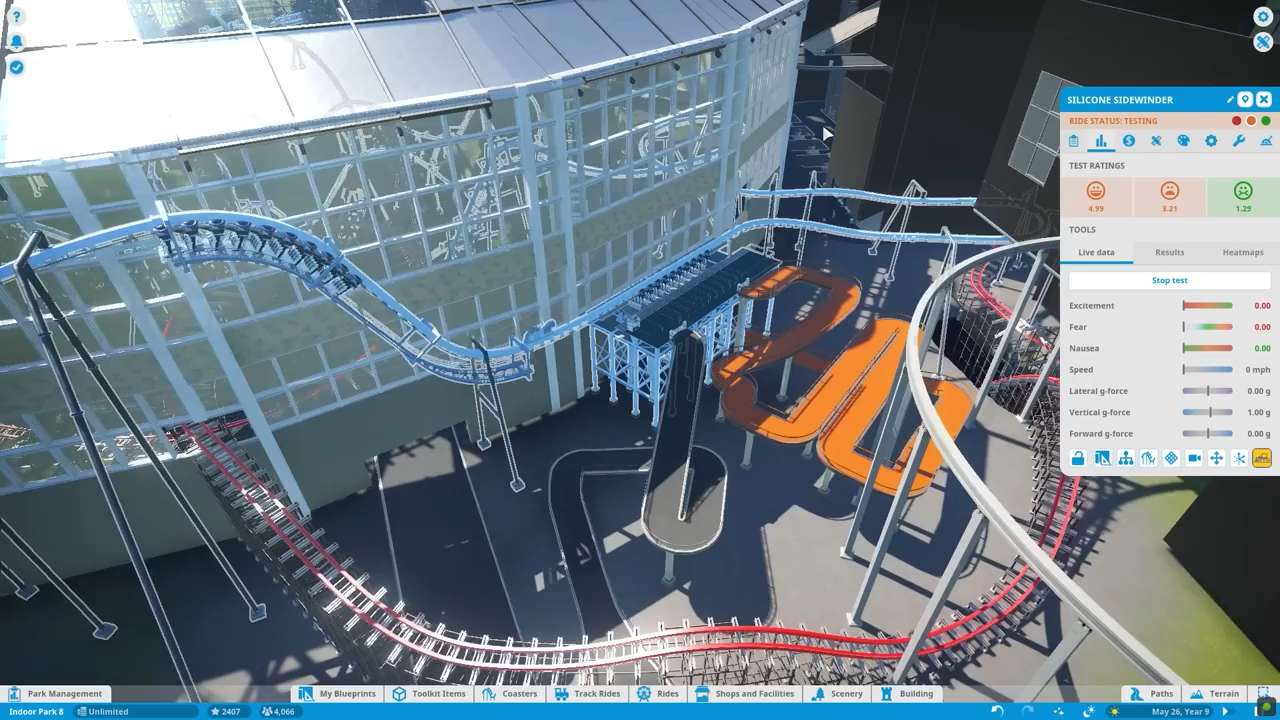 SILICONE SIDEWINDER
RIDE STATUS: TESTING
TEST RATINGS
4.99 3.21 1.29
TOOLS
Live data Results Heatmaps
Stop test
Excitement 0.00
Fear 0.00
Nausea 0.00
Speed 0 mph
Lateral g-force 0.00 g
Vertical g-force 1.00 g
Forward g-force 0.00 g
Park Management My Blueprints Toolkit Items Coasters Track Rides Rides Shops and Facilities Scenery Building Paths Terrain
Indoor Park 8 Unlimited 2407 4,066 May 26, Year 9